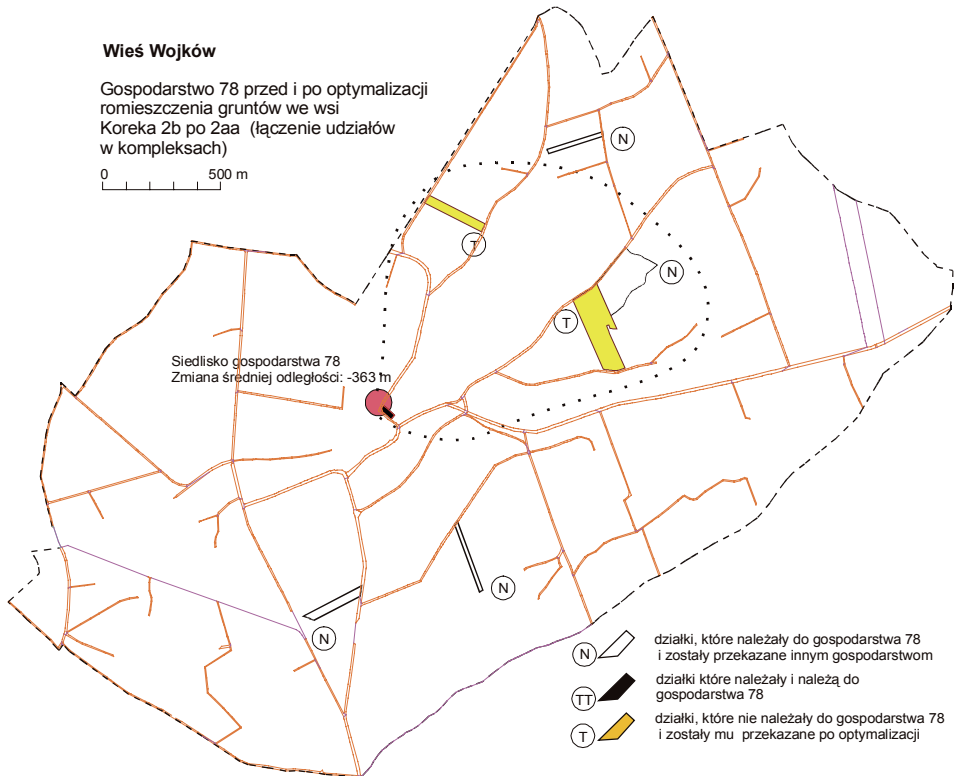 Wieś Wojków
Gospodarstwo 78 przed i po optymalizacji
romieszczenia gruntów we wsi
Koreka 2b po 2aa (łączenie udziałów
w kompleksach)
0 500 m
N
T
N
T
Siedlisko gospodarstwa 78
Zmiana średniej odległości: -363 m
N
N
N działki, które należały do gospodarstwa 78
i zostały przekazane innym gospodarstwom
TT działki które należały i należą do
gospodarstwa 78
T działki, które nie należały do gospodarstwa 78
i zostały mu przekazane po optymalizacji